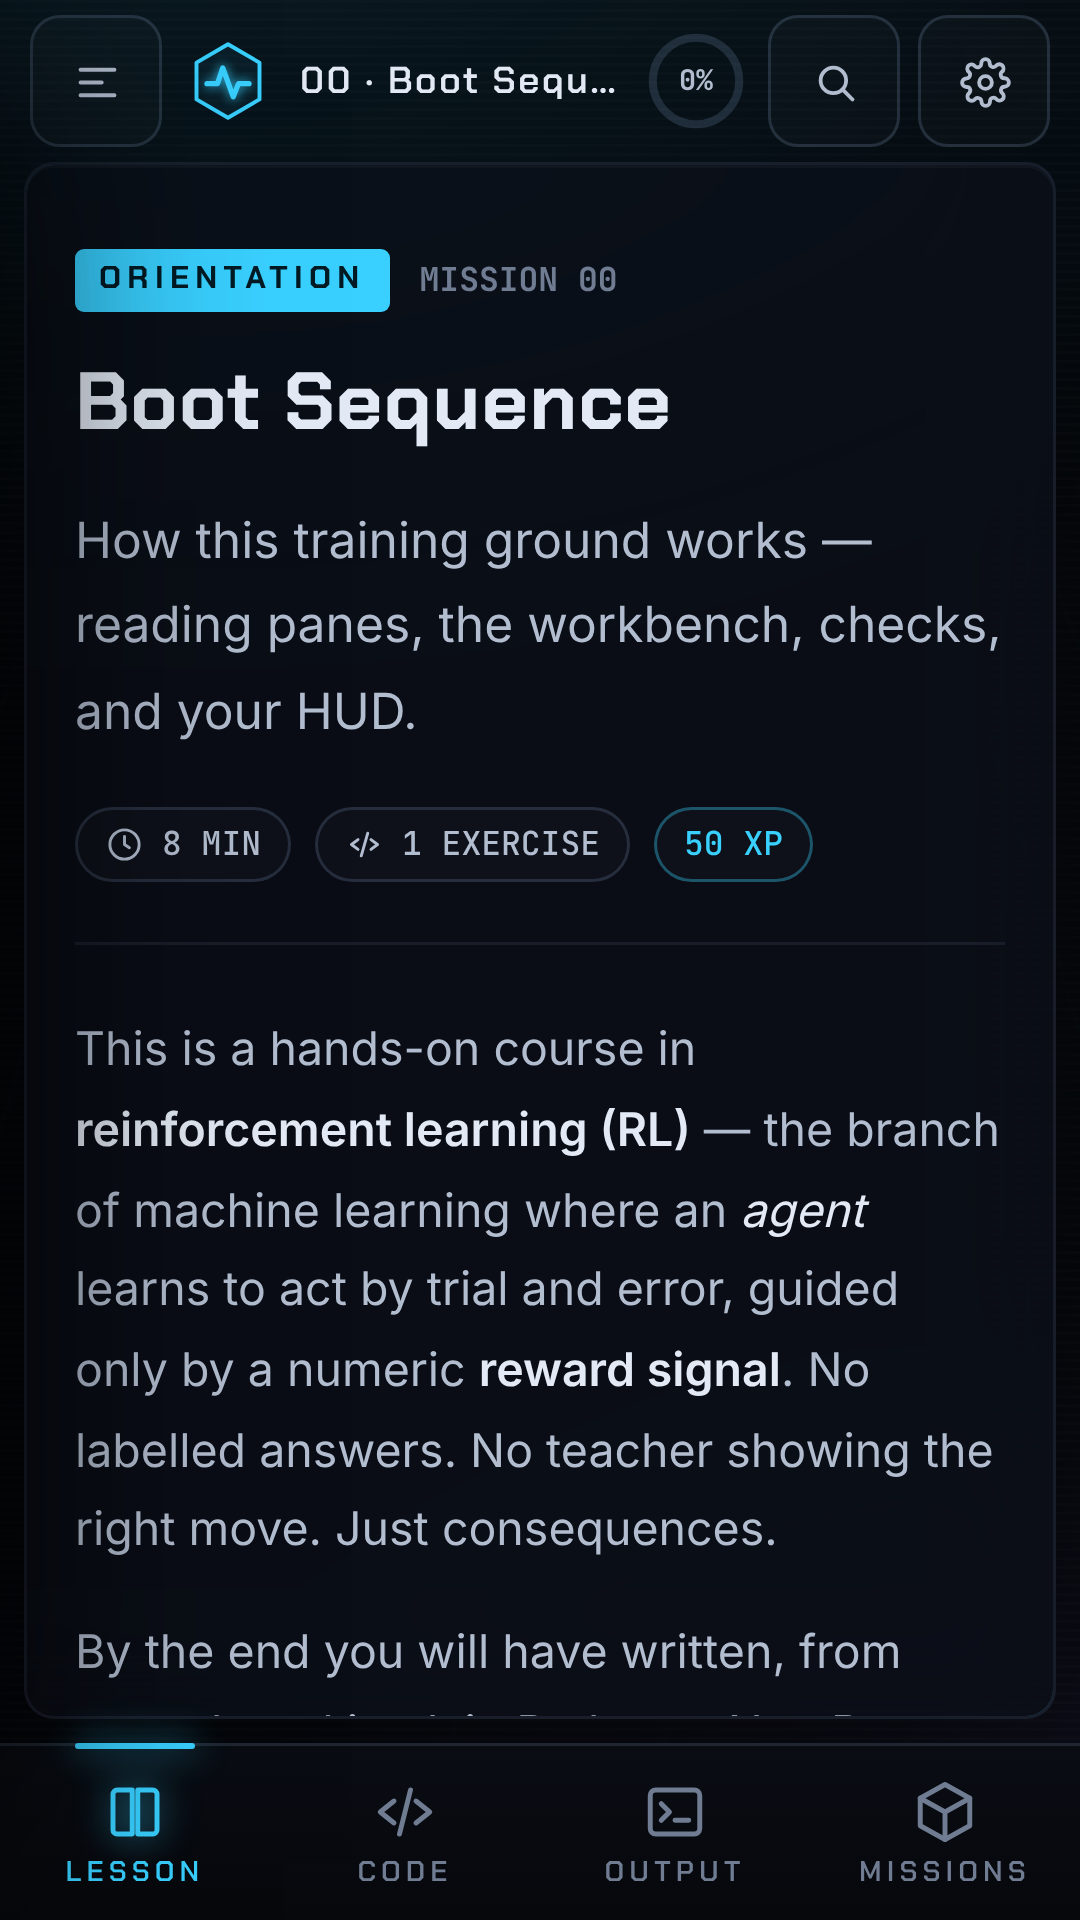 00 · Boot Sequ...
0%
ORIENTATION
MISSION 00
Boot Sequence
How this training ground works —
reading panes, the workbench, checks,
and your HUD.
8 MIN
1 EXERCISE
50 XP
This is a hands-on course in
reinforcement learning (RL) — the branch
of machine learning where an agent
learns to act by trial and error, guided
only by a numeric reward signal. No
labelled answers. No teacher showing the
right move. Just consequences.
By the end you will have written, from
LESSON
CODE
OUTPUT
MISSIONS